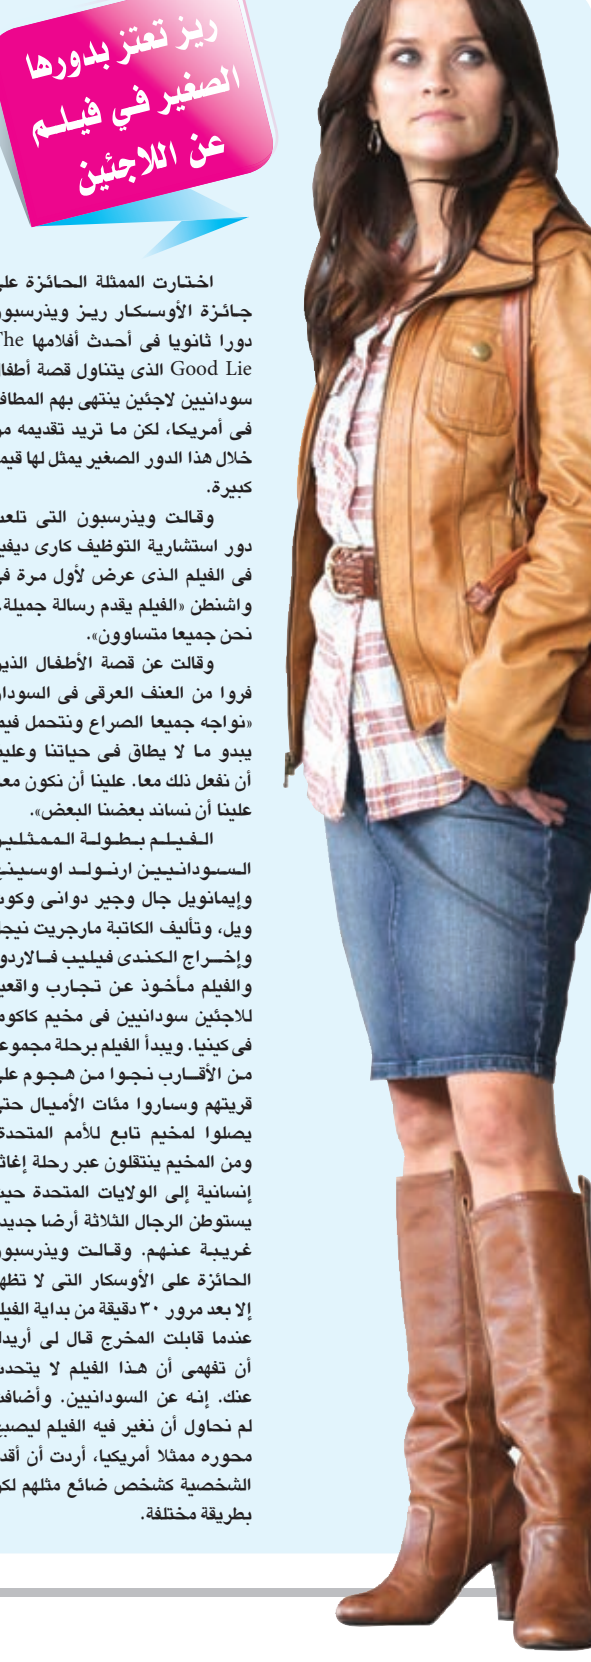 ريز تعتز بدورها
الصغير في فيلم
عن اللاجئين
اختارت الممثلة الحائزة عل
جائزة الأوسكار ريز ويذرسبو
دورا ثانويا فى أحدث أفلامها The
Good Lie الذى يتناول قصة أطفا
سودانيين لاجئين ينتهى بهم المطاف
فى أمريكا، لكن ما تريد تقديمه م
خلال هذا الدور الصغير يمثل لها قيم
كبيرة.
وقالت ويذرسبون التى تلع
دور استشارية التوظيف كارى ديفي
فى الفيلم الذى عرض لأول مرة ف
واشنطن «الفيلم يقدم رسالة جميلة.
نحن جميعا متساوون».
وقالت عن قصة الأطفال الذي
فروا من العنف العرقى فى السودا
«نواجه جميعا الصراع ونتحمل فيم
يبدو ما لا يطاق فى حياتنا وعلي
أن نفعل ذلك معا. علينا أن نكون مع
علينا أن نساند بعضنا البعض».
الفيلم بطولة الممثلي
السودانيين ارنولد اوسين
وإيمانويل جال وجير دوانى وكو
ويل، وتأليف الكاتبة مارجريت نيج
وإخراج الكندى فيليب فالاردو
والفيلم مأخوذ عن تجارب واقعي
للاجئين سودانيين فى مخيم كاكوم
فى كينيا. ويبدأ الفيلم برحلة مجموع
من الأقارب نجوا من هجوم عل
قريتهم وساروا مئات الأميال حت
يصلوا لمخيم تابع للأمم المتحدة
ومن المخيم ينتقلون عبر رحلة إغاث
إنسانية إلى الولايات المتحدة حي
يستوطن الرجال الثلاثة أرضا جديد
غريبة عنهم. وقالت ويذرسبو
الحائزة على الأوسكار التى لا تظه
إلا بعد مرور ٣٠ دقيقة من بداية الفيل
عندما قابلت المخرج قال لى أريد
أن تفهمى أن هذا الفيلم لا يتحد
عنك. إنه عن السودانيين. وأضاف
لم نحاول أن نغير فيه الفيلم ليصب
محوره ممثلا أمريكيا، أردت أن أقد
الشخصية كشخص ضائع مثلهم لك
بطريقة مختلفة.